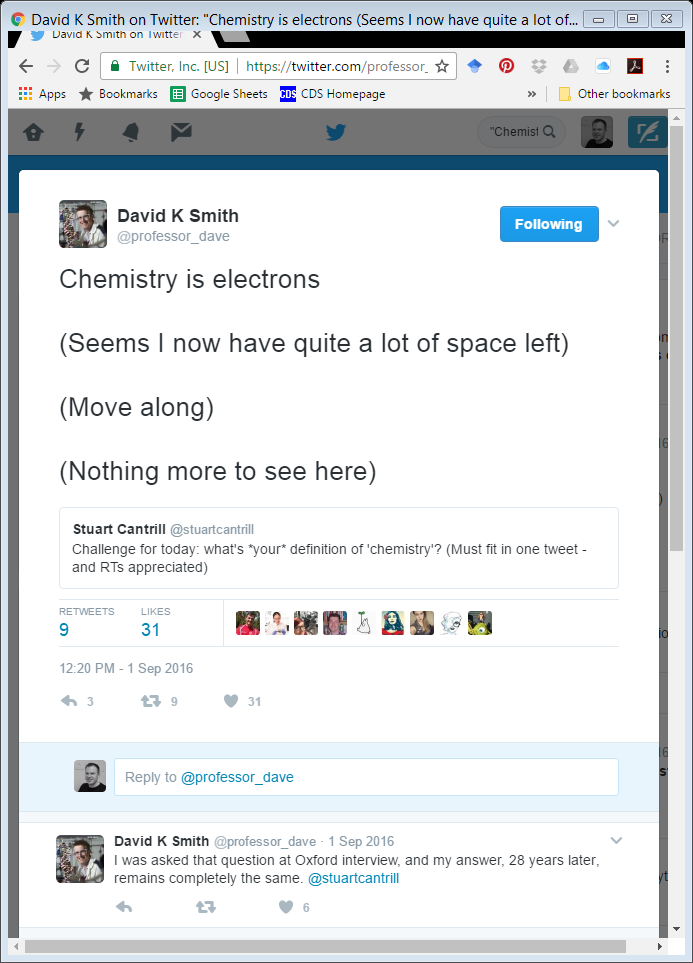 David K Smith on Twitter: "Chemistry is electrons (Seems I now have quite a lot of...
David K Smith on Twitter
Twitter, Inc. [US] https://twitter.com/professor_
Apps Bookmarks Google Sheets CDS CDS Homepage » Other bookmarks
"Chemist
David K Smith
@professor_dave
Following
Chemistry is electrons
(Seems I now have quite a lot of space left)
(Move along)
(Nothing more to see here)
Stuart Cantrill @stuartcantrill
Challenge for today: what's *your* definition of 'chemistry'? (Must fit in one tweet -
and RTs appreciated)
RETWEETS LIKES
9 31
12:20 PM - 1 Sep 2016
3 9 31
Reply to @professor_dave
David K Smith @professor_dave · 1 Sep 2016
I was asked that question at Oxford interview, and my answer, 28 years later,
remains completely the same. @stuartcantrill
6